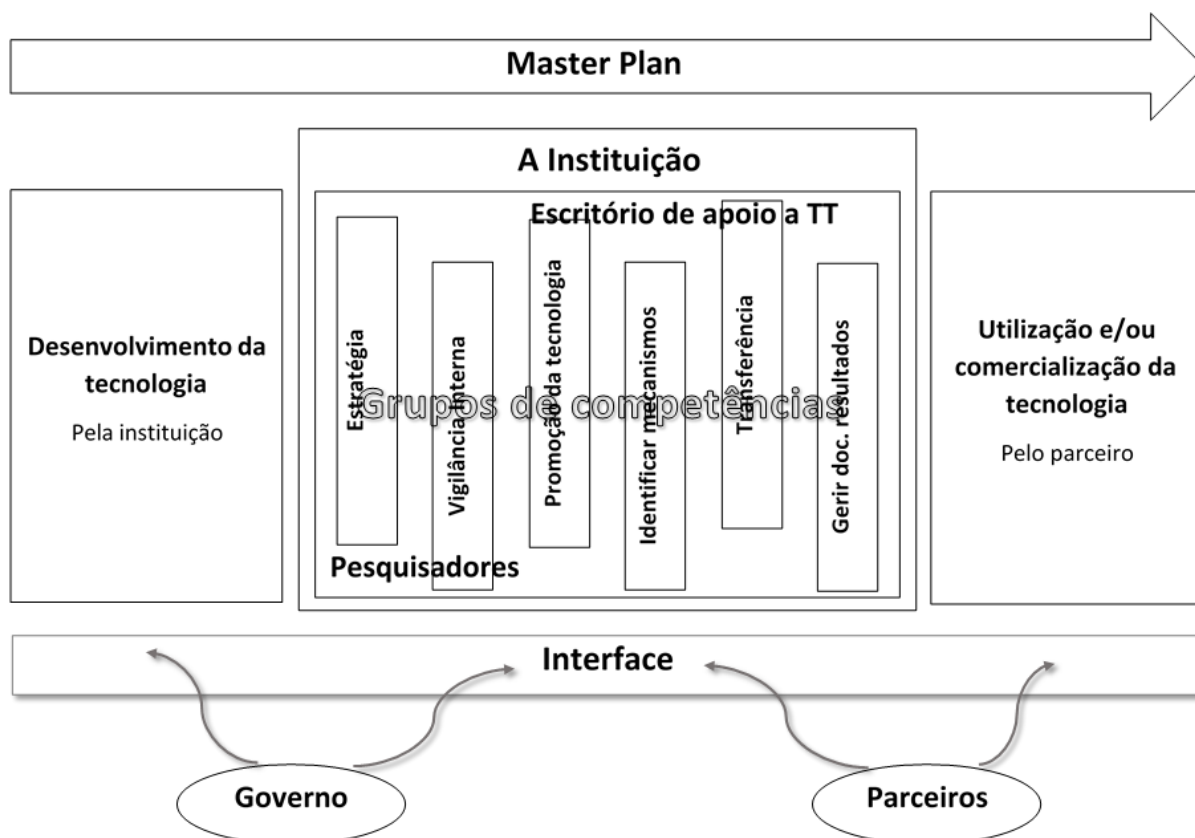 Master Plan
A Instituição
Escritório de apoio a TT
Desenvolvimento da
tecnologia
Pela instituição
Estratégia
Vigilância interna
Promoção da tecnologia
Identificar mecanismos
Transferência
Gerir doc. resultados
Grupos de competências
Pesquisadores
Utilização e/ou
comercialização da
tecnologia
Pelo parceiro
Interface
Governo
Parceiros